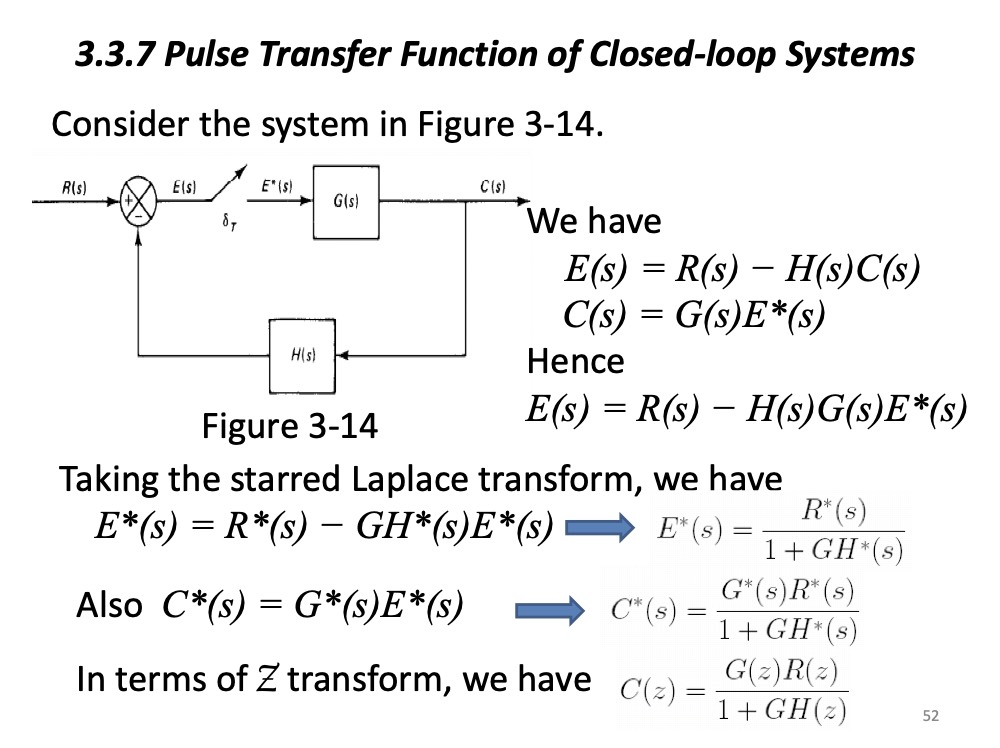 3.3.7 Pulse Transfer Function of Closed-loop Systems
Consider the system in Figure 3-14.
R(s) + − E(s) δT E*(s) G(s) C(s)
H(s)
Figure 3-14
We have
E(s) = R(s) − H(s)C(s)
C(s) = G(s)E*(s)
Hence
E(s) = R(s) − H(s)G(s)E*(s)
Taking the starred Laplace transform, we have
E*(s) = R*(s) − GH*(s)E*(s) E*(s) = R*(s) / 1 + GH*(s)
Also C*(s) = G*(s)E*(s) C*(s) = G*(s)R*(s) / 1 + GH*(s)
In terms of Z transform, we have C(z) = G(z)R(z) / 1 + GH(z)
52